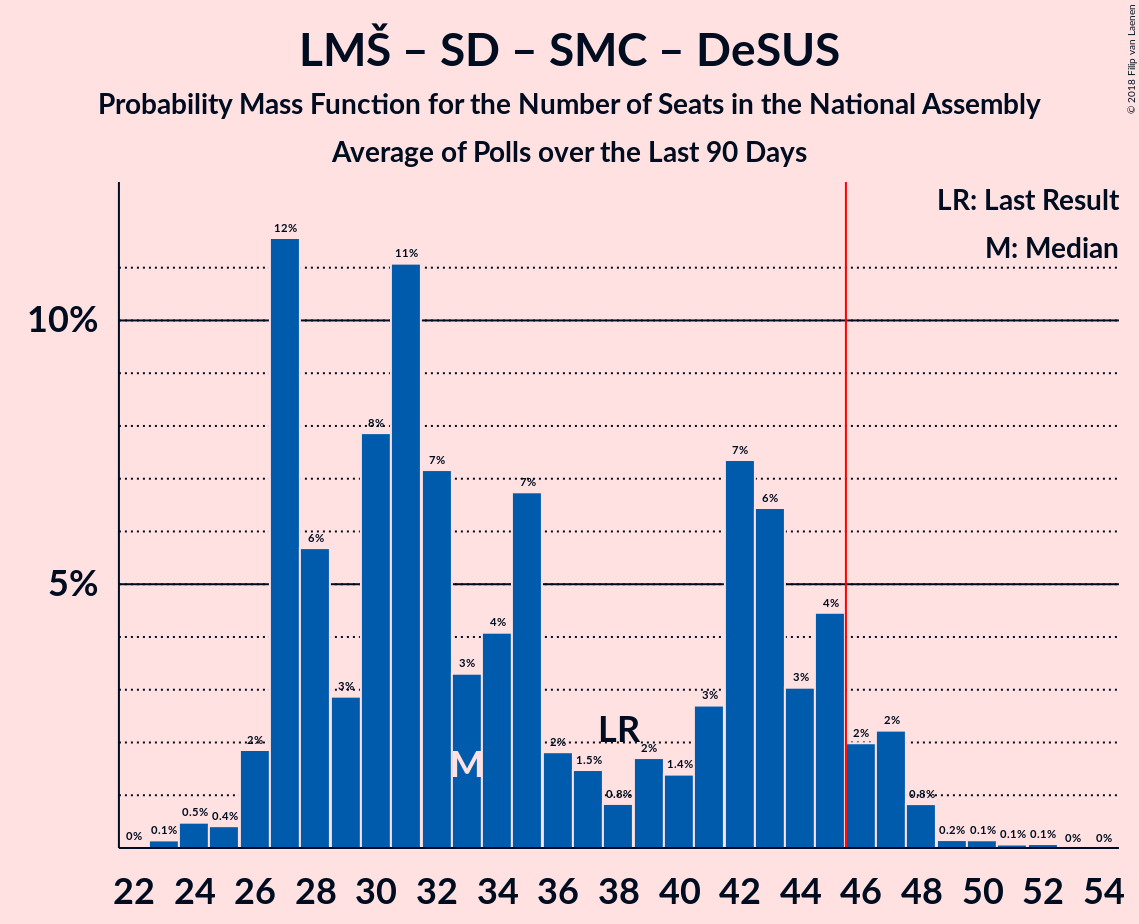 LMŠ – SD – SMC – DeSUS
Probability Mass Function for the Number of Seats in the National Assembly
Average of Polls over the Last 90 Days
© 2018 Filip van Laenen
LR: Last Result
M: Median
10%
5%
0% 0.1% 0.5% 0.4% 2% 12% 6% 3% 8% 11% 7% 3% 4% 7% 2% 1.5% 0.8% 2% 1.4% 3% 7% 6% 3% 4% 2% 2% 0.8% 0.2% 0.1% 0.1% 0.1% 0% 0%
LR
M
22 24 26 28 30 32 34 36 38 40 42 44 46 48 50 52 54